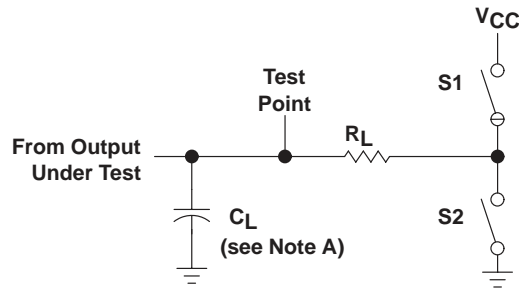 VCC
S1
Test
Point
RL
From Output
Under Test
CL
(see Note A)
S2